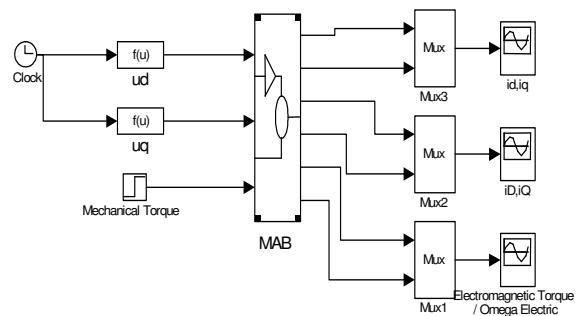 Clock
f(u)
ud
f(u)
uq
Mechanical Torque
MAB
Mux
Mux3
id,iq
Mux
Mux2
iD,iQ
Mux
Mux1
Electromagnetic Torque
/ Omega Electric